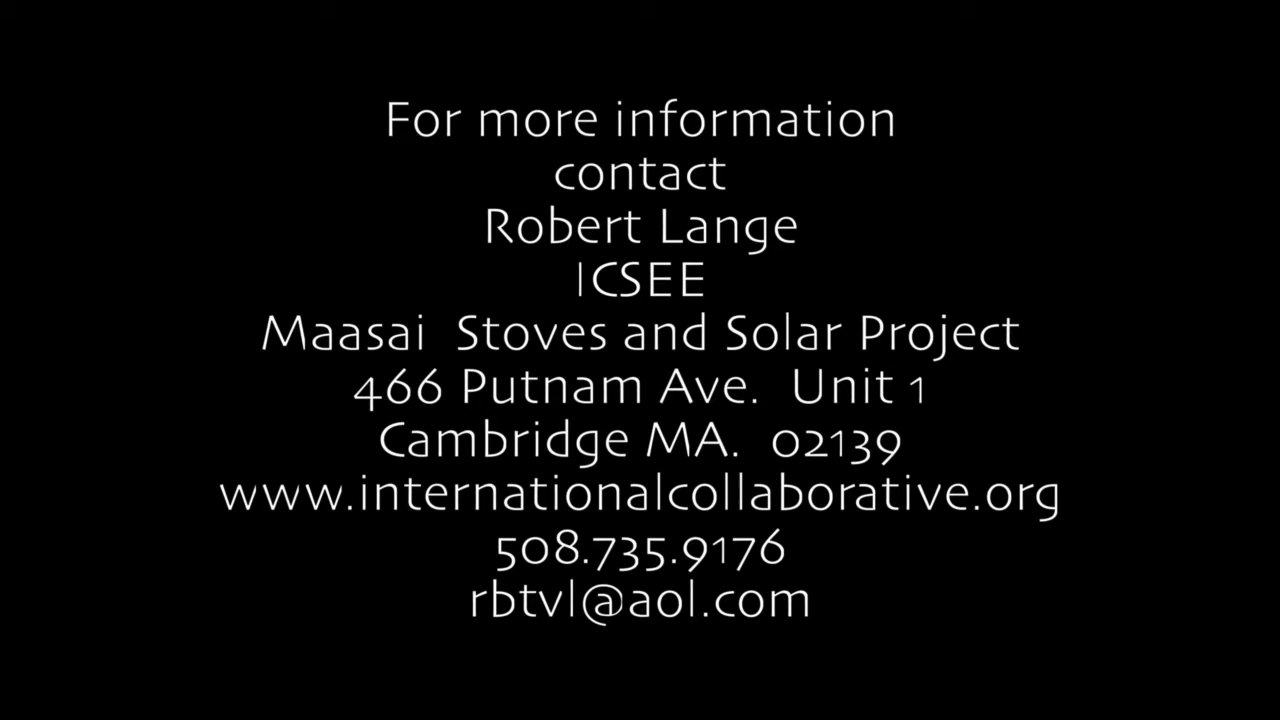 For more information
contact
Robert Lange
ICSEE
Maasai  Stoves and Solar Project
466 Putnam Ave.  Unit 1
Cambridge MA.  02139
www.internationalcollaborative.org
508.735.9176
rbtvl@aol.com